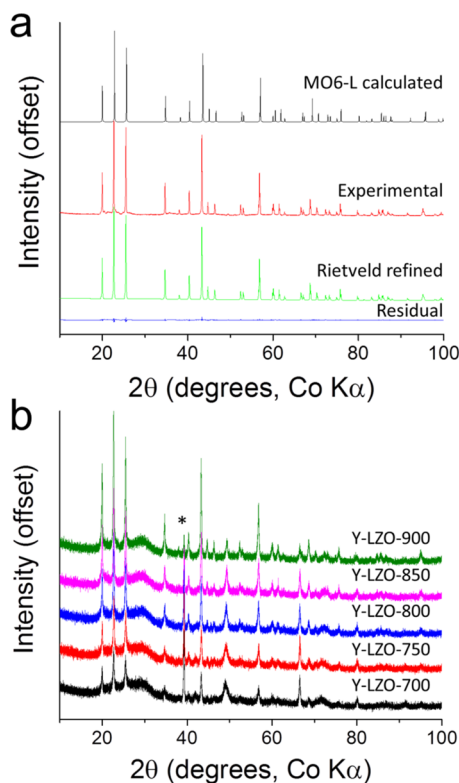 a
Intensity (offset)
MO6-L calculated
Experimental
Rietveld refined
Residual
20 40 60 80 100
2θ (degrees, Co Kα)
b
Intensity (offset)
*
Y-LZO-900
Y-LZO-850
Y-LZO-800
Y-LZO-750
Y-LZO-700
20 40 60 80 100
2θ (degrees, Co Kα)